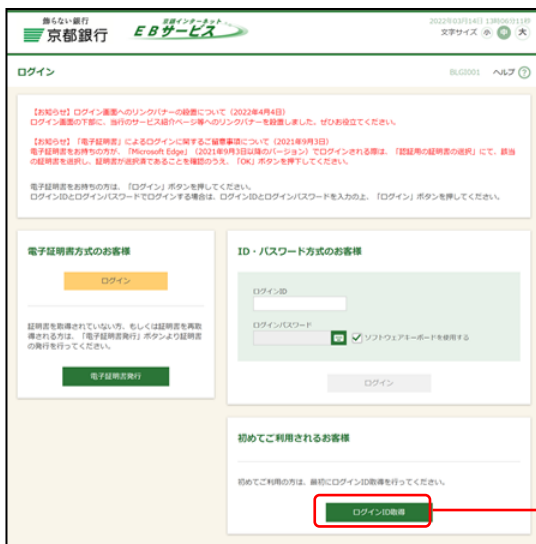 飾らない銀行
京都銀行
京銀インターネット
EBサービス
2022年03月14日 13時06分11秒
文字サイズ 小 中 大
ログイン
BLGI001 ヘルプ ?
【お知らせ】ログイン画面へのリンクバナーの設置について（2022年4月4日）
ログイン画面の下部に、当行のサービス紹介ページ等へのリンクバナーを設置しました。ぜひお役立てください。
【お知らせ】「電子証明書」によるログインに関するご留意事項について（2021年9月3日）
電子証明書をお持ちの方が、「Microsoft Edge」（2021年9月3日以降のバージョン）でログインされる際は、「認証用の証明書の選択」にて、該当
の証明書を選択し、証明書が選択済であることを確認のうえ、「OK」ボタンを押下してください。
電子証明書をお持ちの方は、「ログイン」ボタンを押してください。
ログインIDとログインパスワードでログインする場合は、ログインIDとログインパスワードを入力の上、「ログイン」ボタンを押してください。
電子証明書方式のお客様
ログイン
証明書を取得されていない方、もしくは証明書を再取
得される方は、「電子証明書発行」ボタンより証明書
の発行を行ってください。
電子証明書発行
ID・パスワード方式のお客様
ログインID
ログインパスワード
ソフトウェアキーボードを使用する
ログイン
初めてご利用されるお客様
初めてご利用の方は、最初にログインID取得を行ってください。
ログインID取得